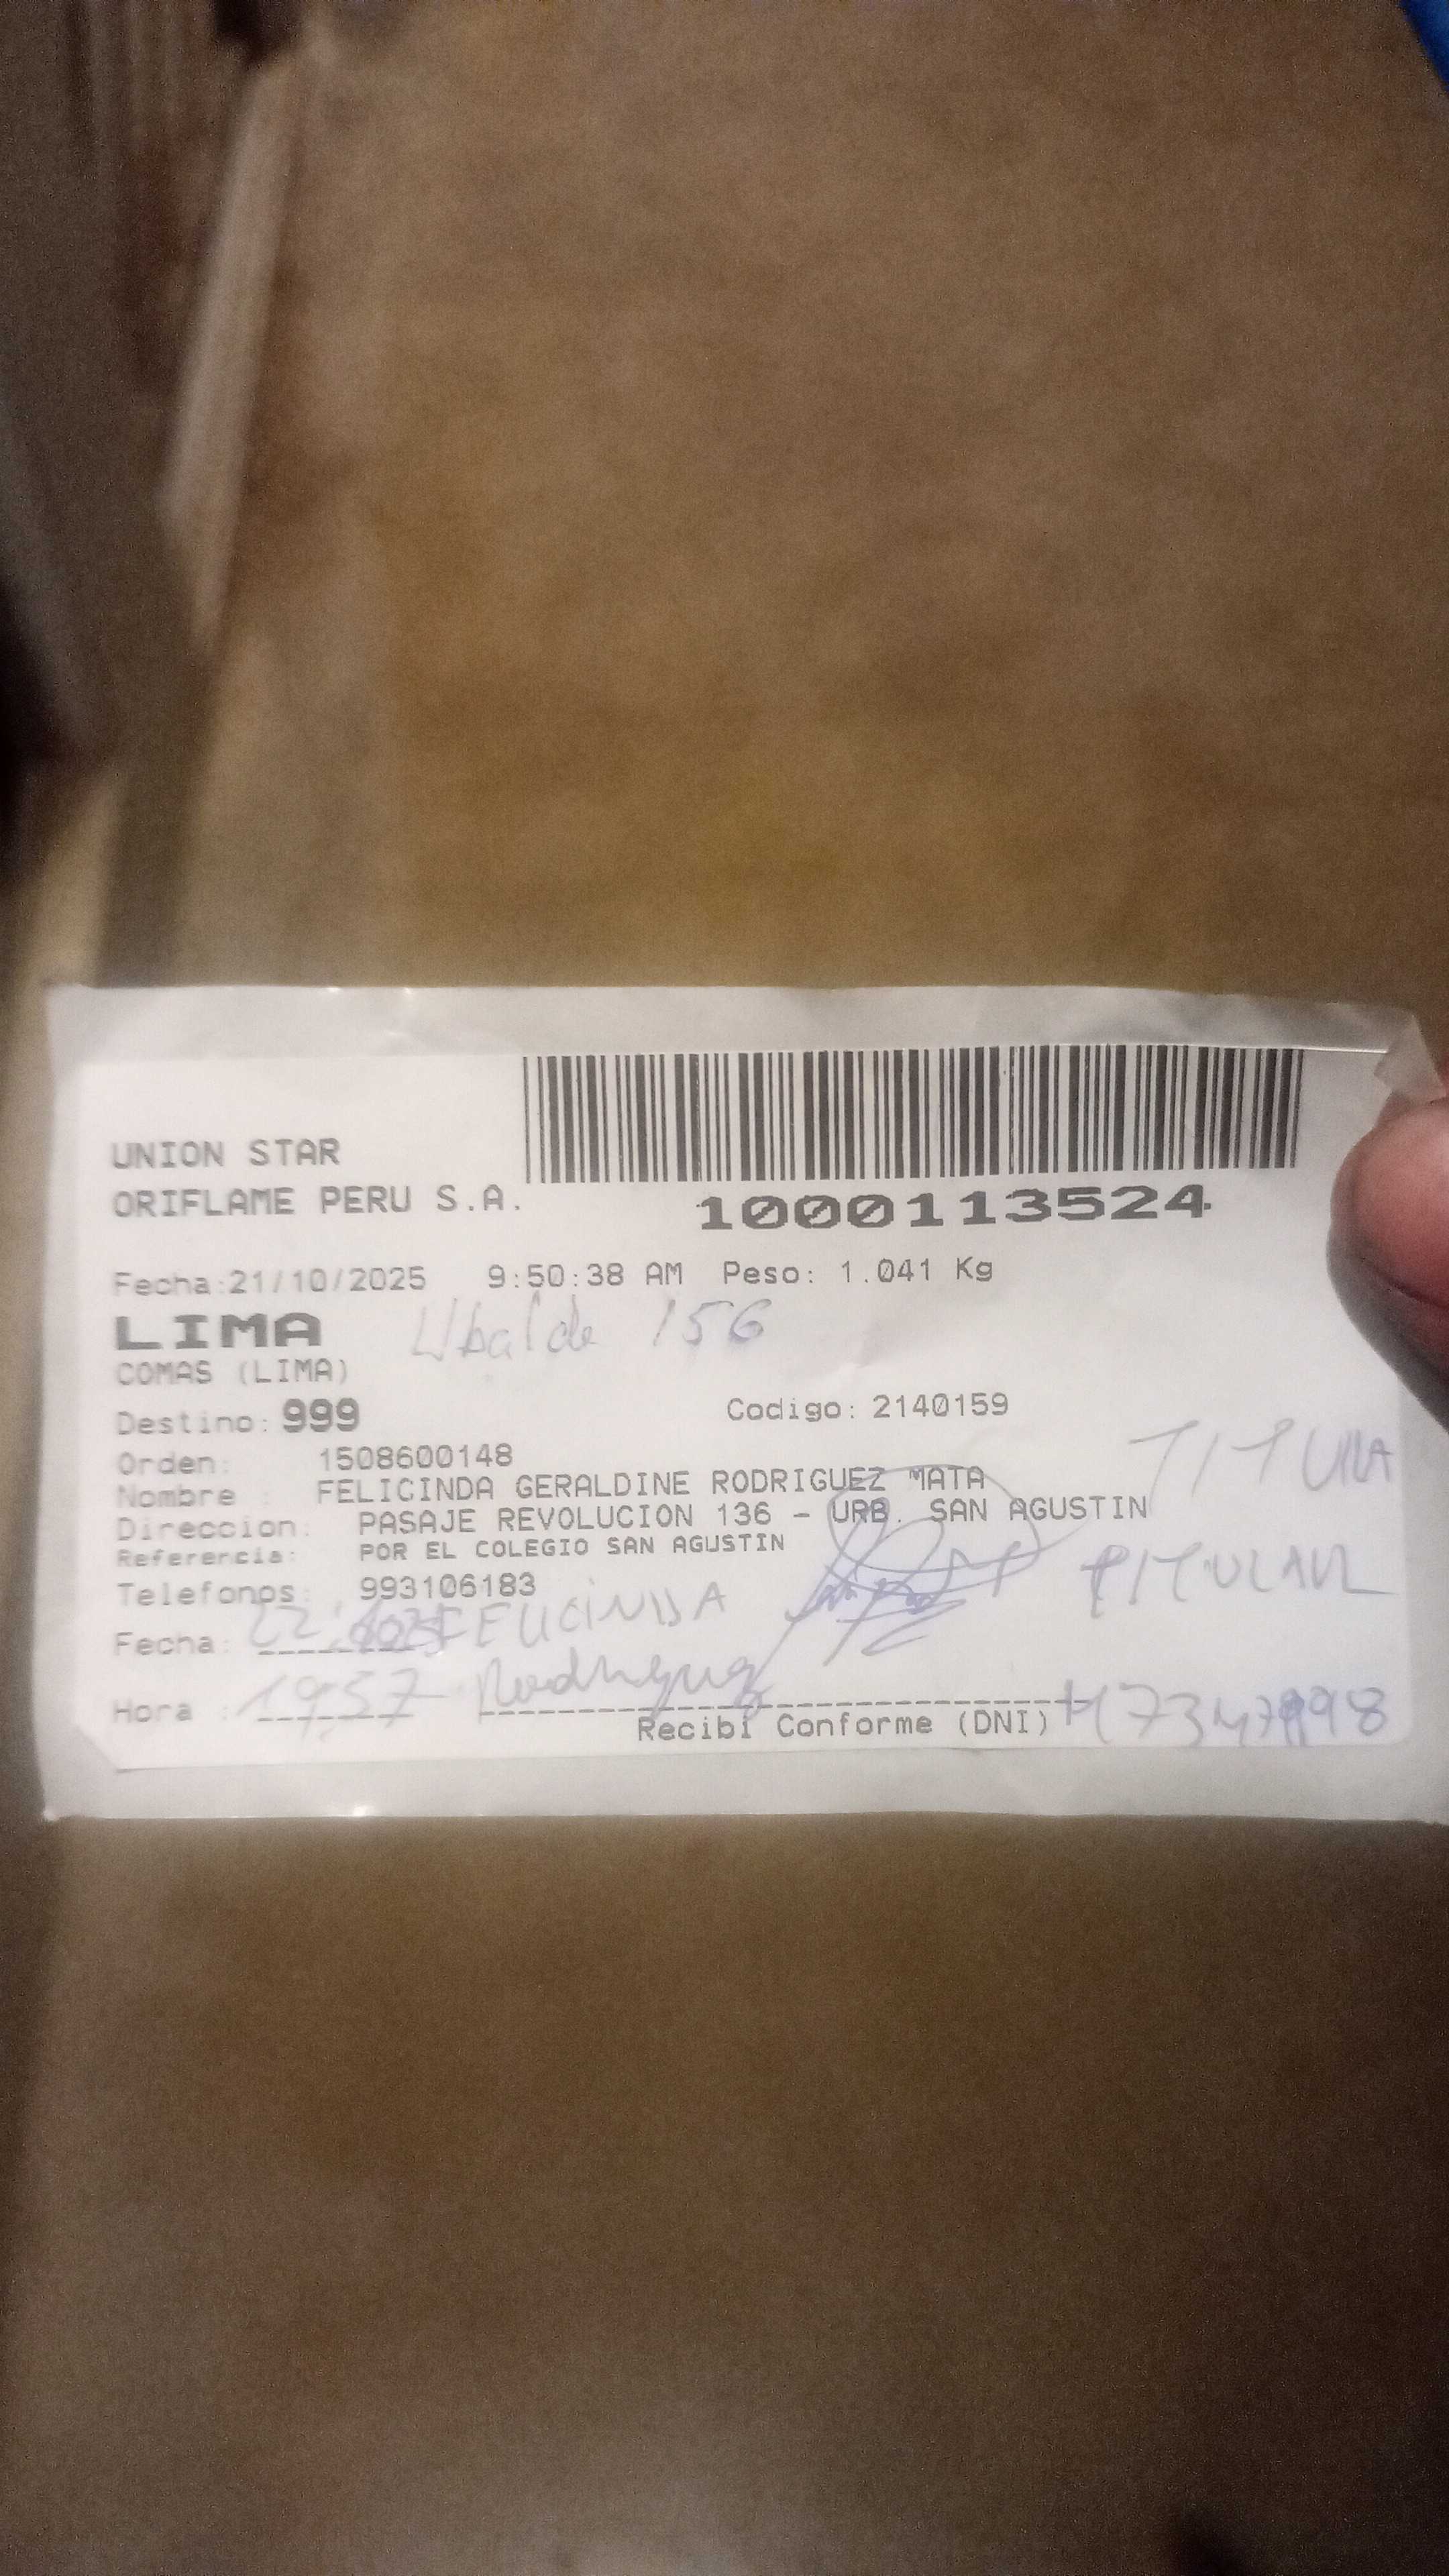 UNION STAR
ORIFLAME PERU S.A.
1000113524
Fecha:21/10/2025 9:50:38 AM Peso: 1.041 Kg
LIMA Ubalde 156
COMAS (LIMA)
Destino: 999 Codigo: 2140159
Orden: 1508600148
Nombre : FELICINDA GERALDINE RODRIGUEZ MATA
Direccion: PASAJE REVOLUCION 136 - URB. SAN AGUSTIN
Referencia: POR EL COLEGIO SAN AGUSTIN
TITULAR
Telefonos: 993106183
Fecha: FELICINDA
Hora : 1957 Rodriguez
Recibi Conforme (DNI)